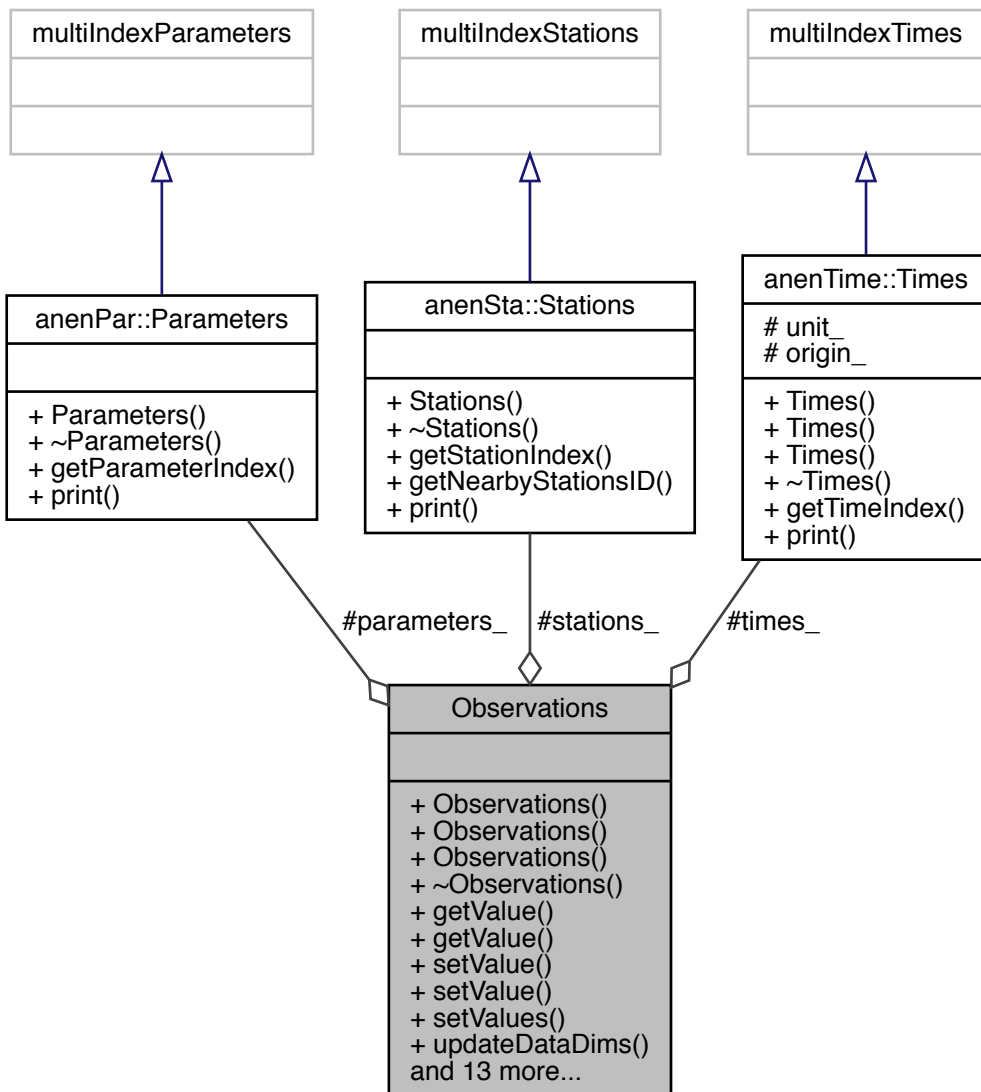 multiIndexParameters
multiIndexStations
multiIndexTimes
anenPar::Parameters
+ Parameters()
+ ~Parameters()
+ getParameterIndex()
+ print()
anenSta::Stations
+ Stations()
+ ~Stations()
+ getStationIndex()
+ getNearbyStationsID()
+ print()
anenTime::Times
# unit_
# origin_
+ Times()
+ Times()
+ Times()
+ ~Times()
+ getTimeIndex()
+ print()
#parameters_
#stations_
#times_
Observations
+ Observations()
+ Observations()
+ Observations()
+ ~Observations()
+ getValue()
+ getValue()
+ setValue()
+ setValue()
+ setValues()
+ updateDataDims()
and 13 more...